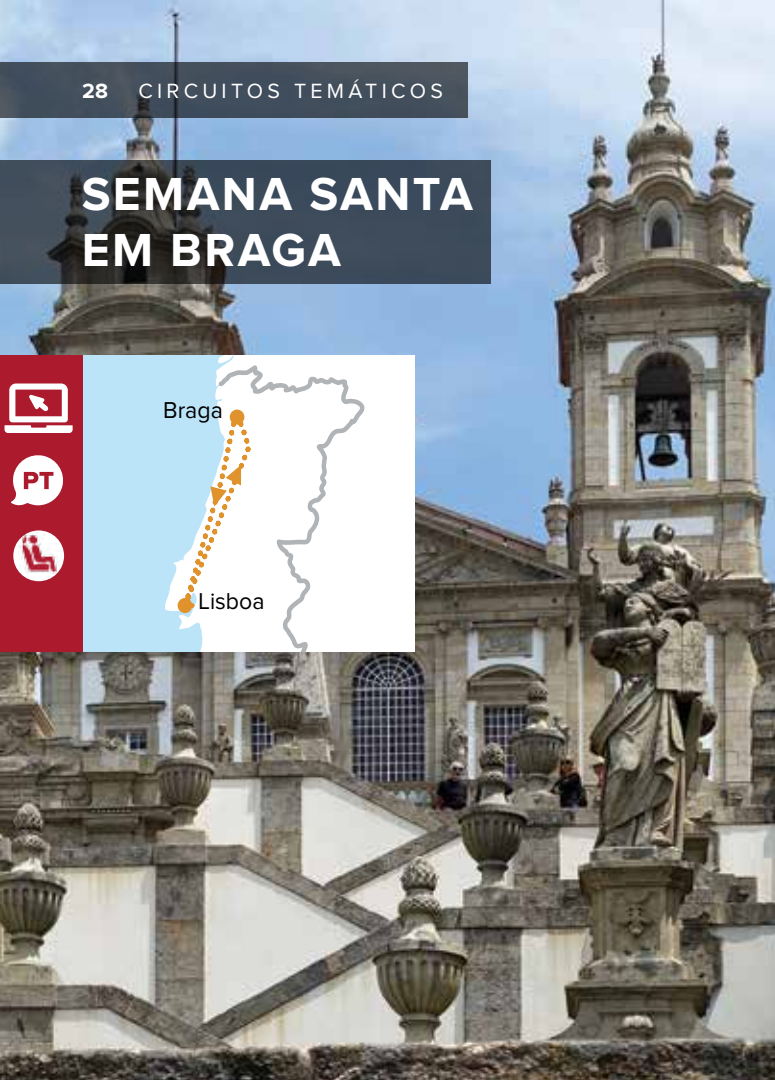 28 CIRCUITOS TEMÁTICOS
SEMANA SANTA
EM BRAGA
Braga
PT
Lisboa